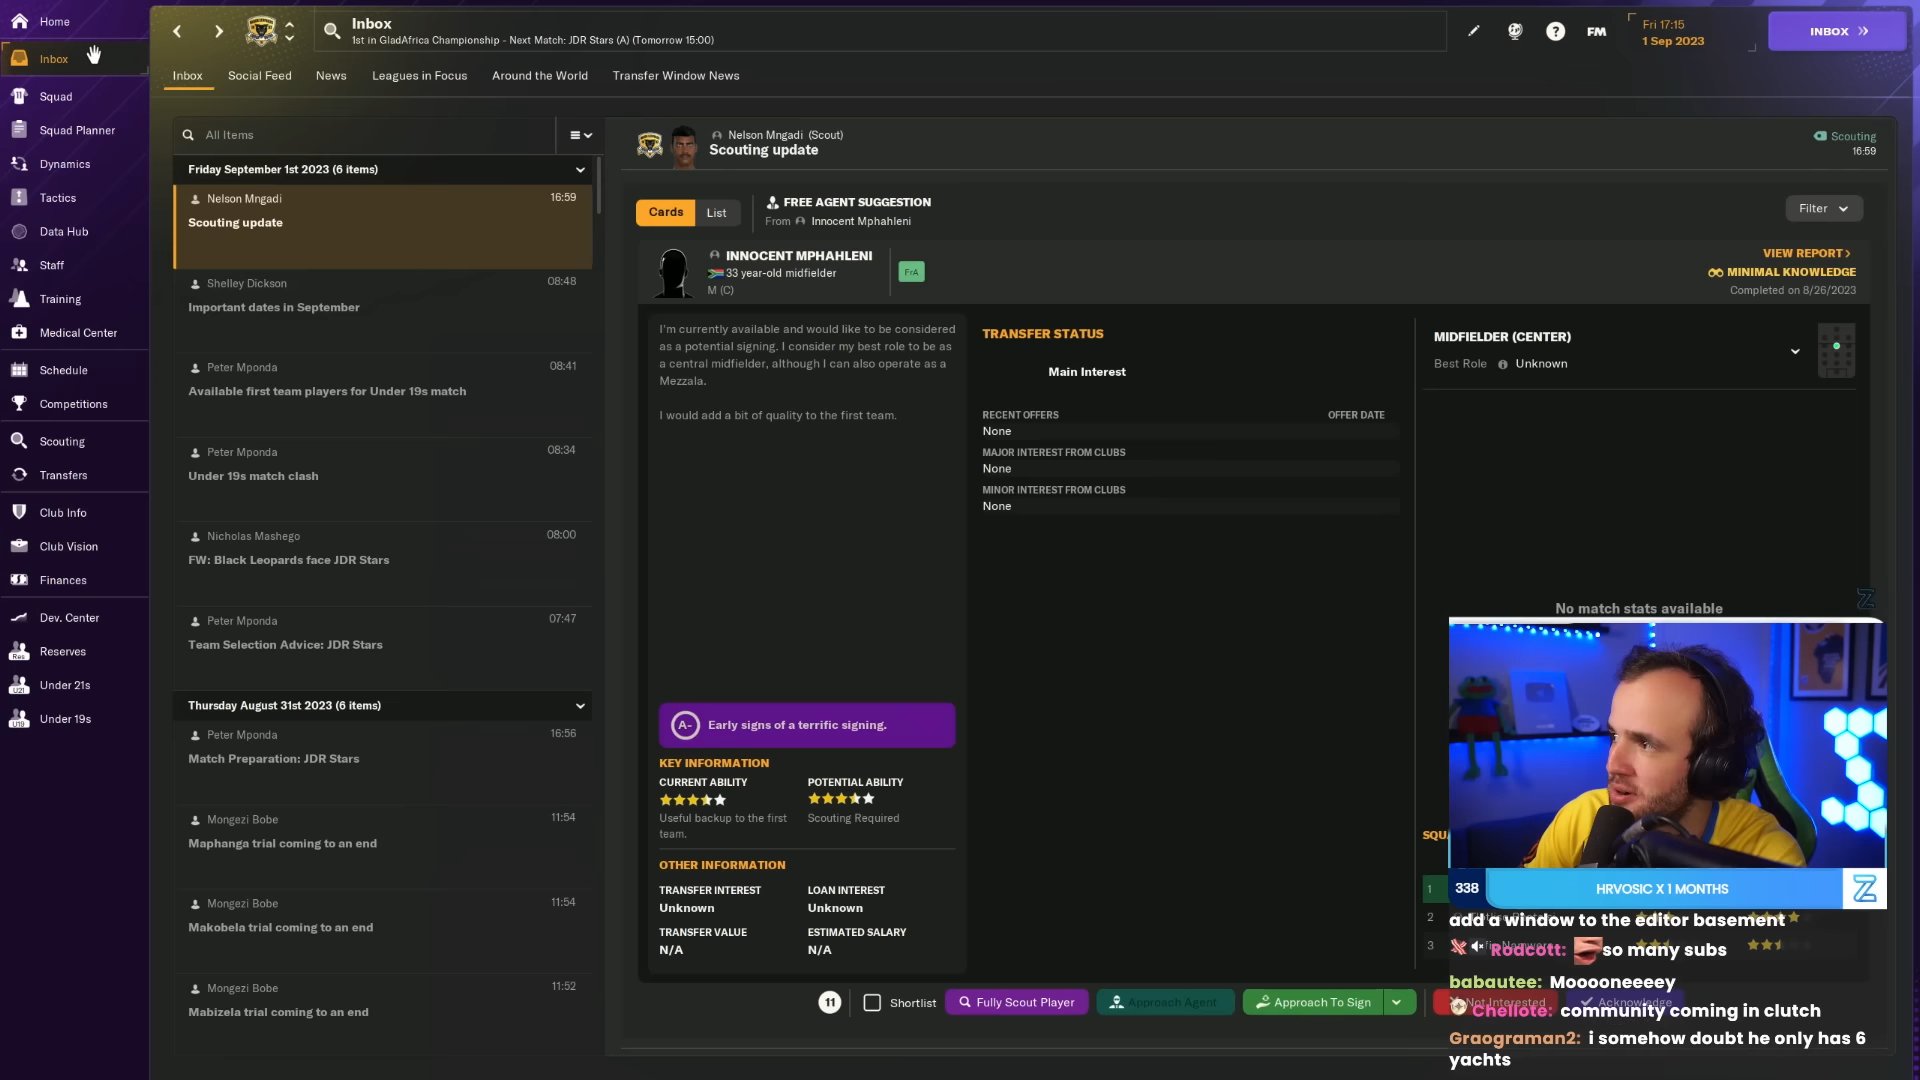 Home
Inbox
Squad
Squad Planner
Dynamics
Tactics
Data Hub
Staff
Training
Medical Center
Schedule
Competitions
Scouting
Transfers
Club Info
Club Vision
Finances
Dev. Center
Reserves
Under 21s
Under 19s
Inbox
1st in GladAfrica Championship - Next Match: JDR Stars (A) (Tomorrow 15:00)
FM
Fri 17:15
1 Sep 2023
INBOX
Inbox
Social Feed
News
Leagues in Focus
Around the World
Transfer Window News
All Items
Friday September 1st 2023 (6 items)
Nelson Mngadi 16:59
Scouting update
Shelley Dickson 08:48
Important dates in September
Peter Mponda 08:41
Available first team players for Under 19s match
Peter Mponda 08:34
Under 19s match clash
Nicholas Mashego 08:00
FW: Black Leopards face JDR Stars
Peter Mponda 07:47
Team Selection Advice: JDR Stars
Thursday August 31st 2023 (6 items)
Peter Mponda 16:56
Match Preparation: JDR Stars
Mongezi Bobe 11:54
Maphanga trial coming to an end
Mongezi Bobe 11:54
Makobela trial coming to an end
Mongezi Bobe 11:52
Mabizela trial coming to an end
Nelson Mngadi (Scout)
Scouting update
Scouting
16:59
Cards
List
FREE AGENT SUGGESTION
From Innocent Mphahleni
Filter
INNOCENT MPHAHLENI
33 year-old midfielder
M (C)
FrA
VIEW REPORT >
MINIMAL KNOWLEDGE
Completed on 8/26/2023
I'm currently available and would like to be considered
as a potential signing. I consider my best role to be as
a central midfielder, although I can also operate as a
Mezzala.
I would add a bit of quality to the first team.
A- Early signs of a terrific signing.
KEY INFORMATION
CURRENT ABILITY
POTENTIAL ABILITY
Useful backup to the first
team.
Scouting Required
OTHER INFORMATION
TRANSFER INTEREST
LOAN INTEREST
Unknown
Unknown
TRANSFER VALUE
ESTIMATED SALARY
N/A
N/A
TRANSFER STATUS
Main Interest
RECENT OFFERS
OFFER DATE
None
MAJOR INTEREST FROM CLUBS
None
MINOR INTEREST FROM CLUBS
None
MIDFIELDER (CENTER)
Best Role Unknown
No match stats available
SQU
1
2
3
338
HRVOSIC X 1 MONTHS
add a window to the editor basement
Rodcott: so many subs
babautee: Mooooneeeey
Chellote: community coming in clutch
Graograman2: i somehow doubt he only has 6
yachts
11
Shortlist
Fully Scout Player
Approach Agent
Approach To Sign
Not Interested
Acknowledge